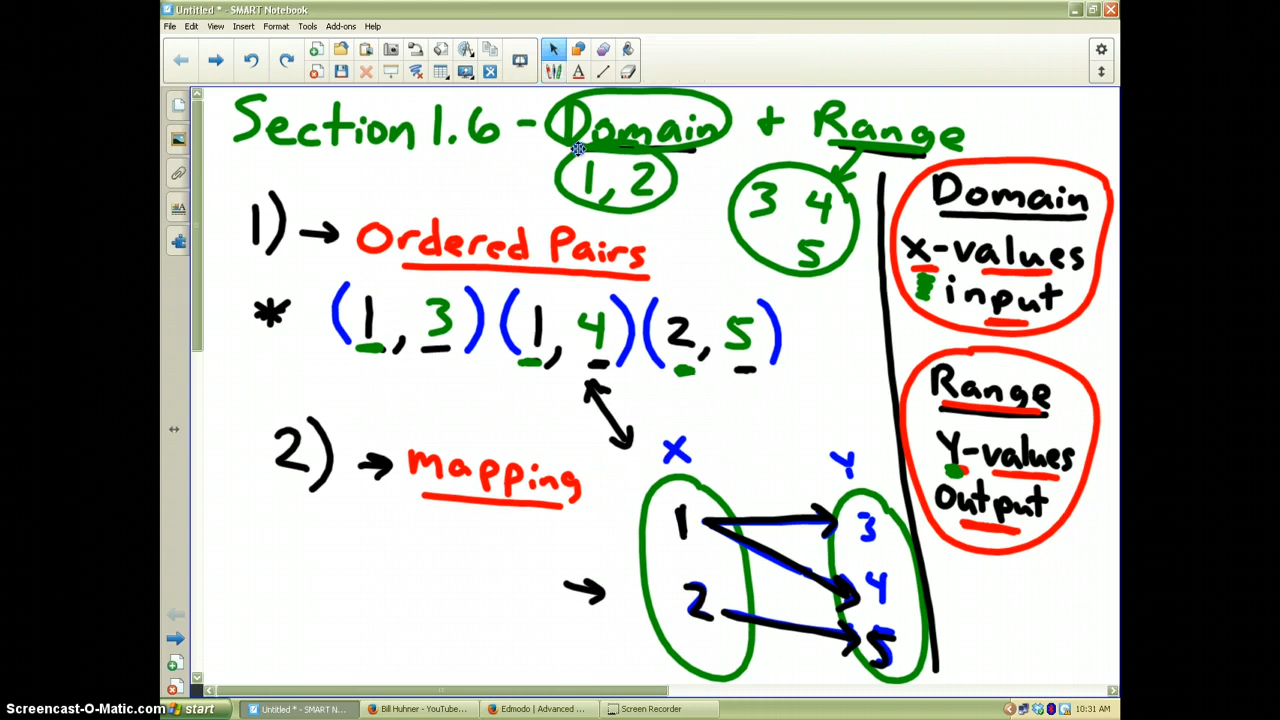 Untitled * - SMART Notebook
File Edit View Insert Format Tools Add-ons Help
Section 1.6 - Domain + Range
1, 2
3 4
5
1) → Ordered Pairs
* (1, 3) (1, 4) (2, 5)
2) → mapping
X Y
1 3
4
→ 2 5
Domain
x-values
input
Range
Y-values
Output
Screencast-O-Matic.com
start
Untitled * - SMART N...
Bill Huhner - YouTube...
Edmodo | Advanced ...
Screen Recorder
10:31 AM